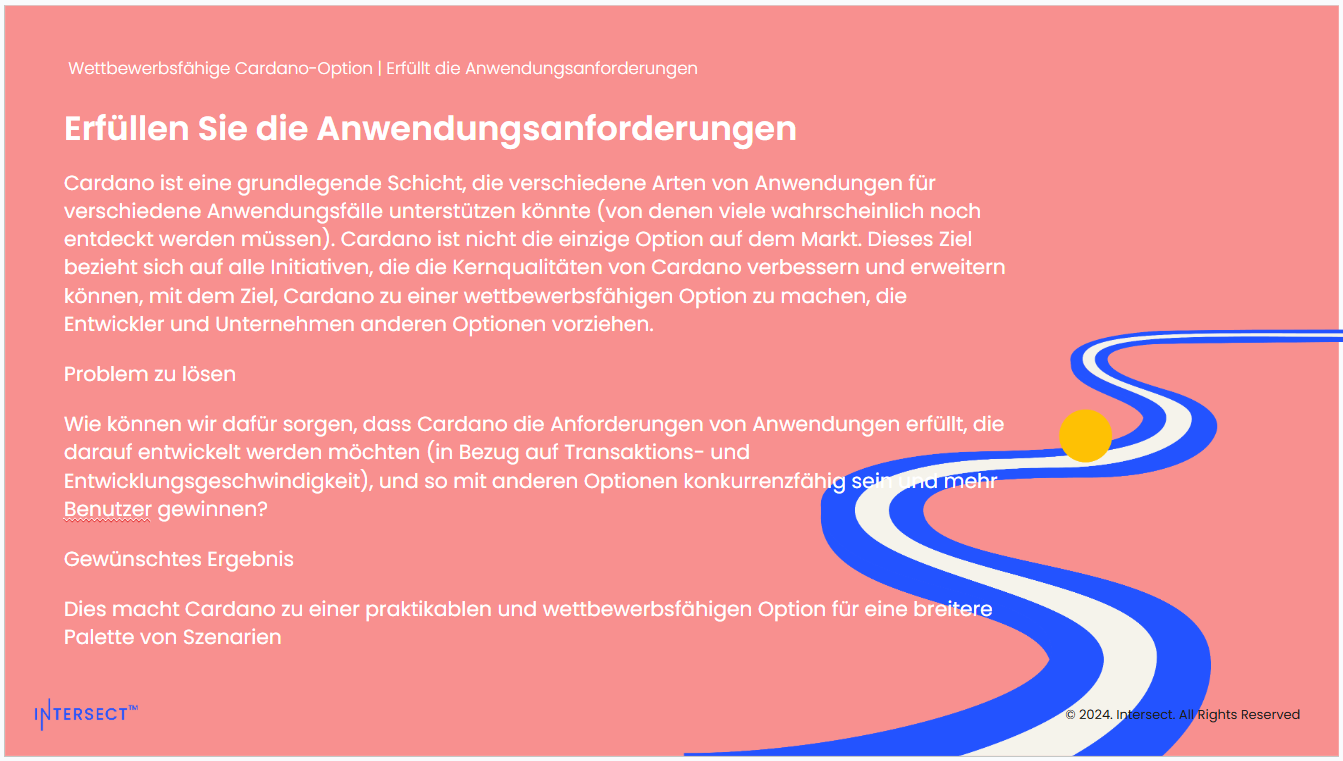 Wettbewerbsfähige Cardano-Option | Erfüllt die Anwendungsanforderungen
Erfüllen Sie die Anwendungsanforderungen
Cardano ist eine grundlegende Schicht, die verschiedene Arten von Anwendungen für
verschiedene Anwendungsfälle unterstützen könnte (von denen viele wahrscheinlich noch
entdeckt werden müssen). Cardano ist nicht die einzige Option auf dem Markt. Dieses Ziel
bezieht sich auf alle Initiativen, die die Kernqualitäten von Cardano verbessern und erweitern
können, mit dem Ziel, Cardano zu einer wettbewerbsfähigen Option zu machen, die
Entwickler und Unternehmen anderen Optionen vorziehen.
Problem zu lösen
Wie können wir dafür sorgen, dass Cardano die Anforderungen von Anwendungen erfüllt, die
darauf entwickelt werden möchten (in Bezug auf Transaktions- und
Entwicklungsgeschwindigkeit), und so mit anderen Optionen konkurrenzfähig sein und mehr
Benutzer gewinnen?
Gewünschtes Ergebnis
Dies macht Cardano zu einer praktikablen und wettbewerbsfähigen Option für eine breitere
Palette von Szenarien
INTERSECT™
© 2024. Intersect. All Rights Reserved